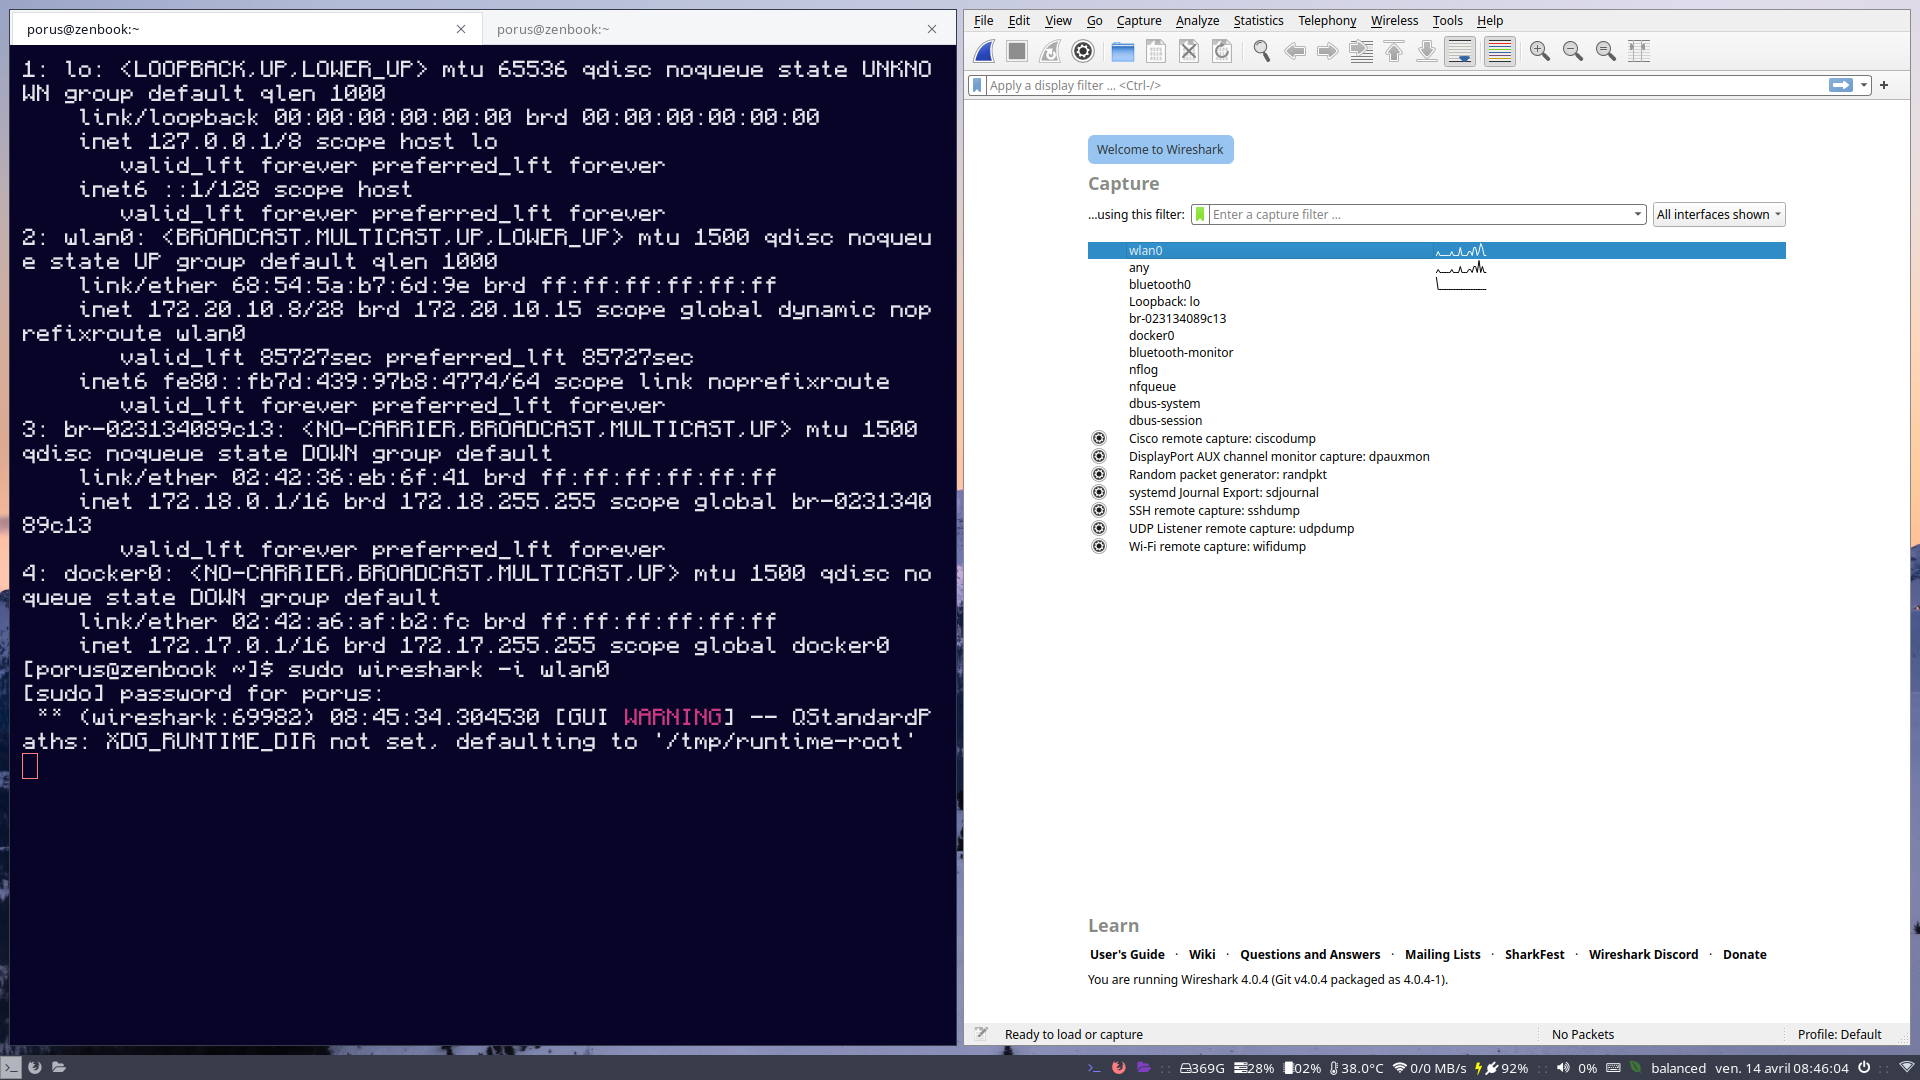 porus@zenbook:~
porus@zenbook:~
1: lo: <LOOPBACK,UP,LOWER_UP> mtu 65536 qdisc noqueue state UNKNO
WN group default qlen 1000
link/loopback 00:00:00:00:00:00 brd 00:00:00:00:00:00
inet 127.0.0.1/8 scope host lo
valid_lft forever preferred_lft forever
inet6 ::1/128 scope host
valid_lft forever preferred_lft forever
2: wlan0: <BROADCAST,MULTICAST,UP,LOWER_UP> mtu 1500 qdisc noqueu
e state UP group default qlen 1000
link/ether 68:54:5a:b7:6d:9e brd ff:ff:ff:ff:ff:ff
inet 172.20.10.8/28 brd 172.20.10.15 scope global dynamic nop
refixroute wlan0
valid_lft 85727sec preferred_lft 85727sec
inet6 fe80::fb7d:439:97b8:4774/64 scope link noprefixroute
valid_lft forever preferred_lft forever
3: br-023134089c13: <NO-CARRIER,BROADCAST,MULTICAST,UP> mtu 1500
qdisc noqueue state DOWN group default
link/ether 02:42:36:eb:6f:41 brd ff:ff:ff:ff:ff:ff
inet 172.18.0.1/16 brd 172.18.255.255 scope global br-0231340
89c13
valid_lft forever preferred_lft forever
4: docker0: <NO-CARRIER,BROADCAST,MULTICAST,UP> mtu 1500 qdisc no
queue state DOWN group default
link/ether 02:42:a6:af:b2:fc brd ff:ff:ff:ff:ff:ff
inet 172.17.0.1/16 brd 172.17.255.255 scope global docker0
[porus@zenbook ~]$ sudo wireshark -i wlan0
[sudo] password for porus:
** (wireshark:69982) 08:45:34.304530 [GUI WARNING] -- QStandardP
aths: XDG_RUNTIME_DIR not set, defaulting to '/tmp/runtime-root'
File Edit View Go Capture Analyze Statistics Telephony Wireless Tools Help
Apply a display filter ... <Ctrl-/>
+
Welcome to Wireshark
Capture
...using this filter: Enter a capture filter ... All interfaces shown
wlan0
any
bluetooth0
Loopback: lo
br-023134089c13
docker0
bluetooth-monitor
nflog
nfqueue
dbus-system
dbus-session
Cisco remote capture: ciscodump
DisplayPort AUX channel monitor capture: dpauxmon
Random packet generator: randpkt
systemd Journal Export: sdjournal
SSH remote capture: sshdump
UDP Listener remote capture: udpdump
Wi-Fi remote capture: wifidump
Learn
User's Guide · Wiki · Questions and Answers · Mailing Lists · SharkFest · Wireshark Discord · Donate
You are running Wireshark 4.0.4 (Git v4.0.4 packaged as 4.0.4-1).
Ready to load or capture No Packets Profile: Default
369G 28% 02% 38.0°C 0/0 MB/s 92% 0% balanced ven. 14 avril 08:46:04